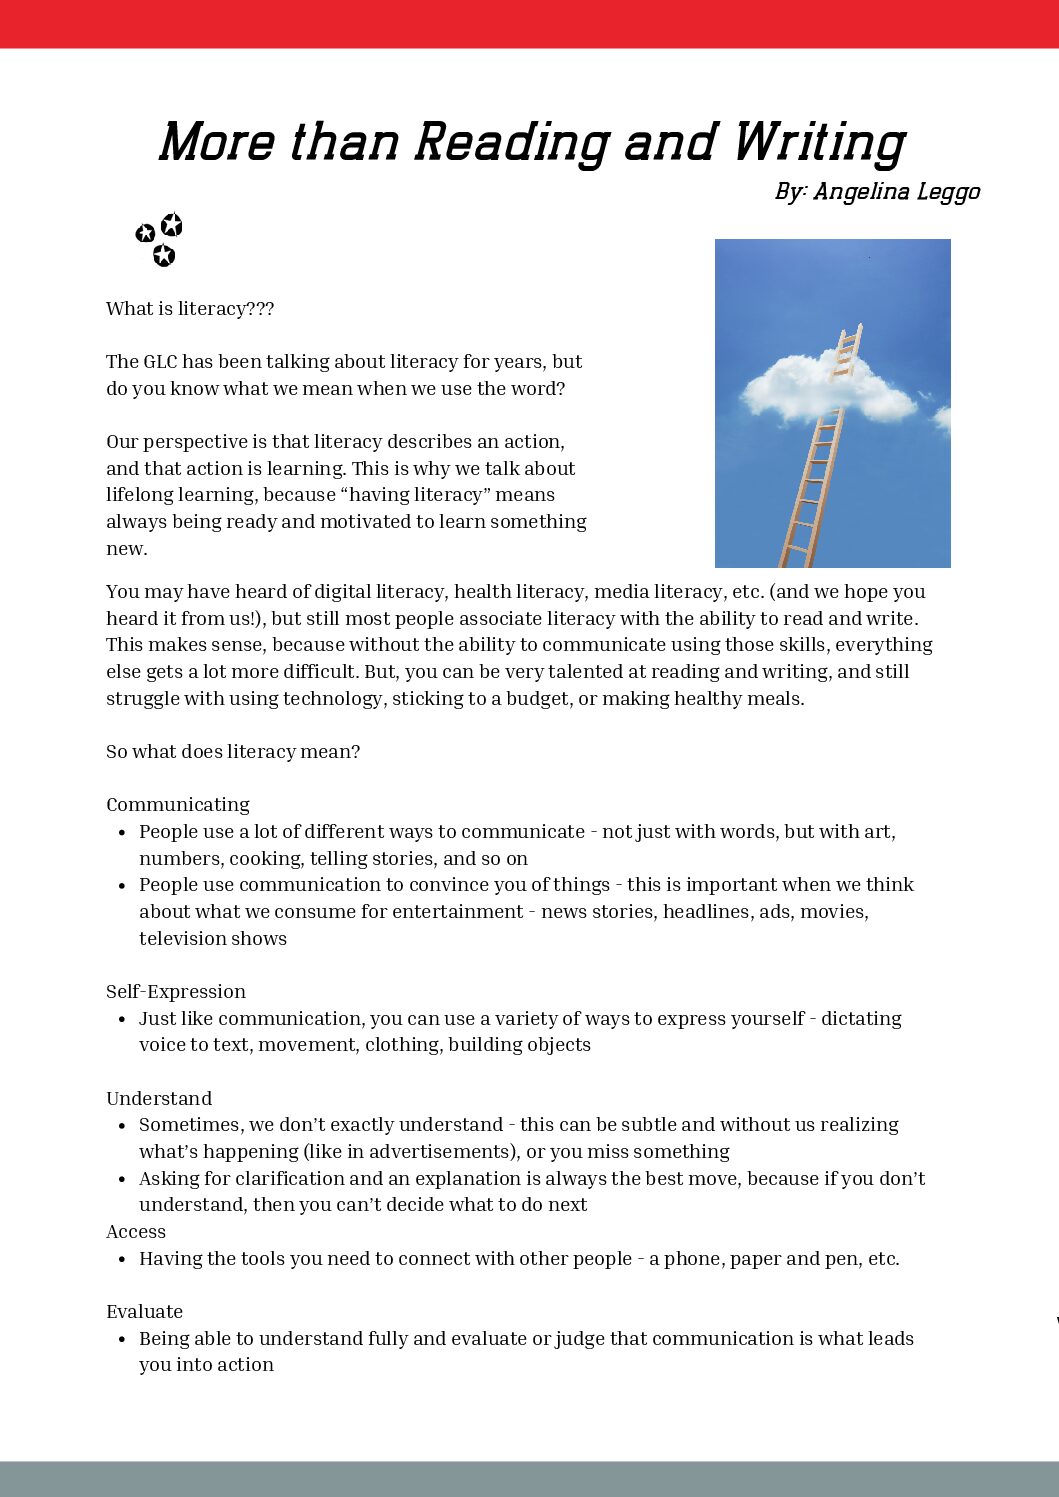 More than Reading and Writing
By: Angelina Leggo
What is literacy???
The GLC has been talking about literacy for years, but
do you know what we mean when we use the word?
Our perspective is that literacy describes an action,
and that action is learning. This is why we talk about
lifelong learning, because “having literacy” means
always being ready and motivated to learn something
new.
You may have heard of digital literacy, health literacy, media literacy, etc. (and we hope you
heard it from us!), but still most people associate literacy with the ability to read and write.
This makes sense, because without the ability to communicate using those skills, everything
else gets a lot more difficult. But, you can be very talented at reading and writing, and still
struggle with using technology, sticking to a budget, or making healthy meals.
So what does literacy mean?
Communicating
• People use a lot of different ways to communicate - not just with words, but with art,
numbers, cooking, telling stories, and so on
• People use communication to convince you of things - this is important when we think
about what we consume for entertainment - news stories, headlines, ads, movies,
television shows
Self-Expression
• Just like communication, you can use a variety of ways to express yourself - dictating
voice to text, movement, clothing, building objects
Understand
• Sometimes, we don’t exactly understand - this can be subtle and without us realizing
what’s happening (like in advertisements), or you miss something
• Asking for clarification and an explanation is always the best move, because if you don’t
understand, then you can’t decide what to do next
Access
• Having the tools you need to connect with other people - a phone, paper and pen, etc.
Evaluate
• Being able to understand fully and evaluate or judge that communication is what leads
you into action